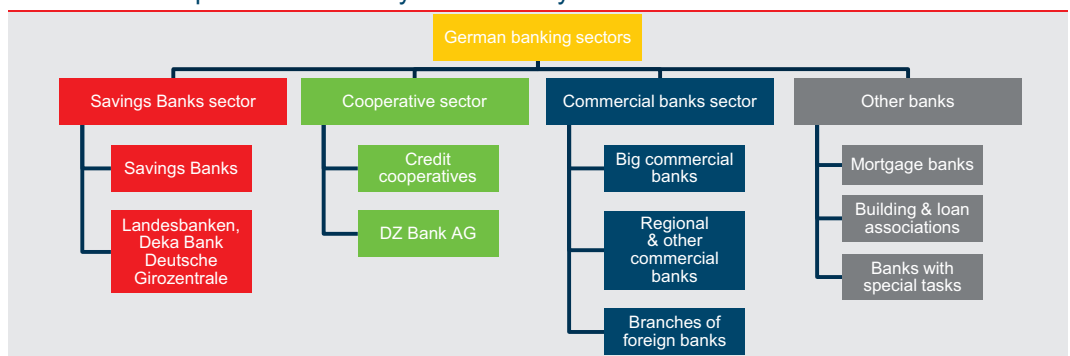 German banking sectors
Savings Banks sector
Cooperative sector
Commercial banks sector
Other banks
Savings Banks
Landesbanken,
Deka Bank
Deutsche
Girozentrale
Credit
cooperatives
DZ Bank AG
Big commercial
banks
Regional
& other
commercial
banks
Branches of
foreign banks
Mortgage banks
Building & loan
associations
Banks with
special tasks